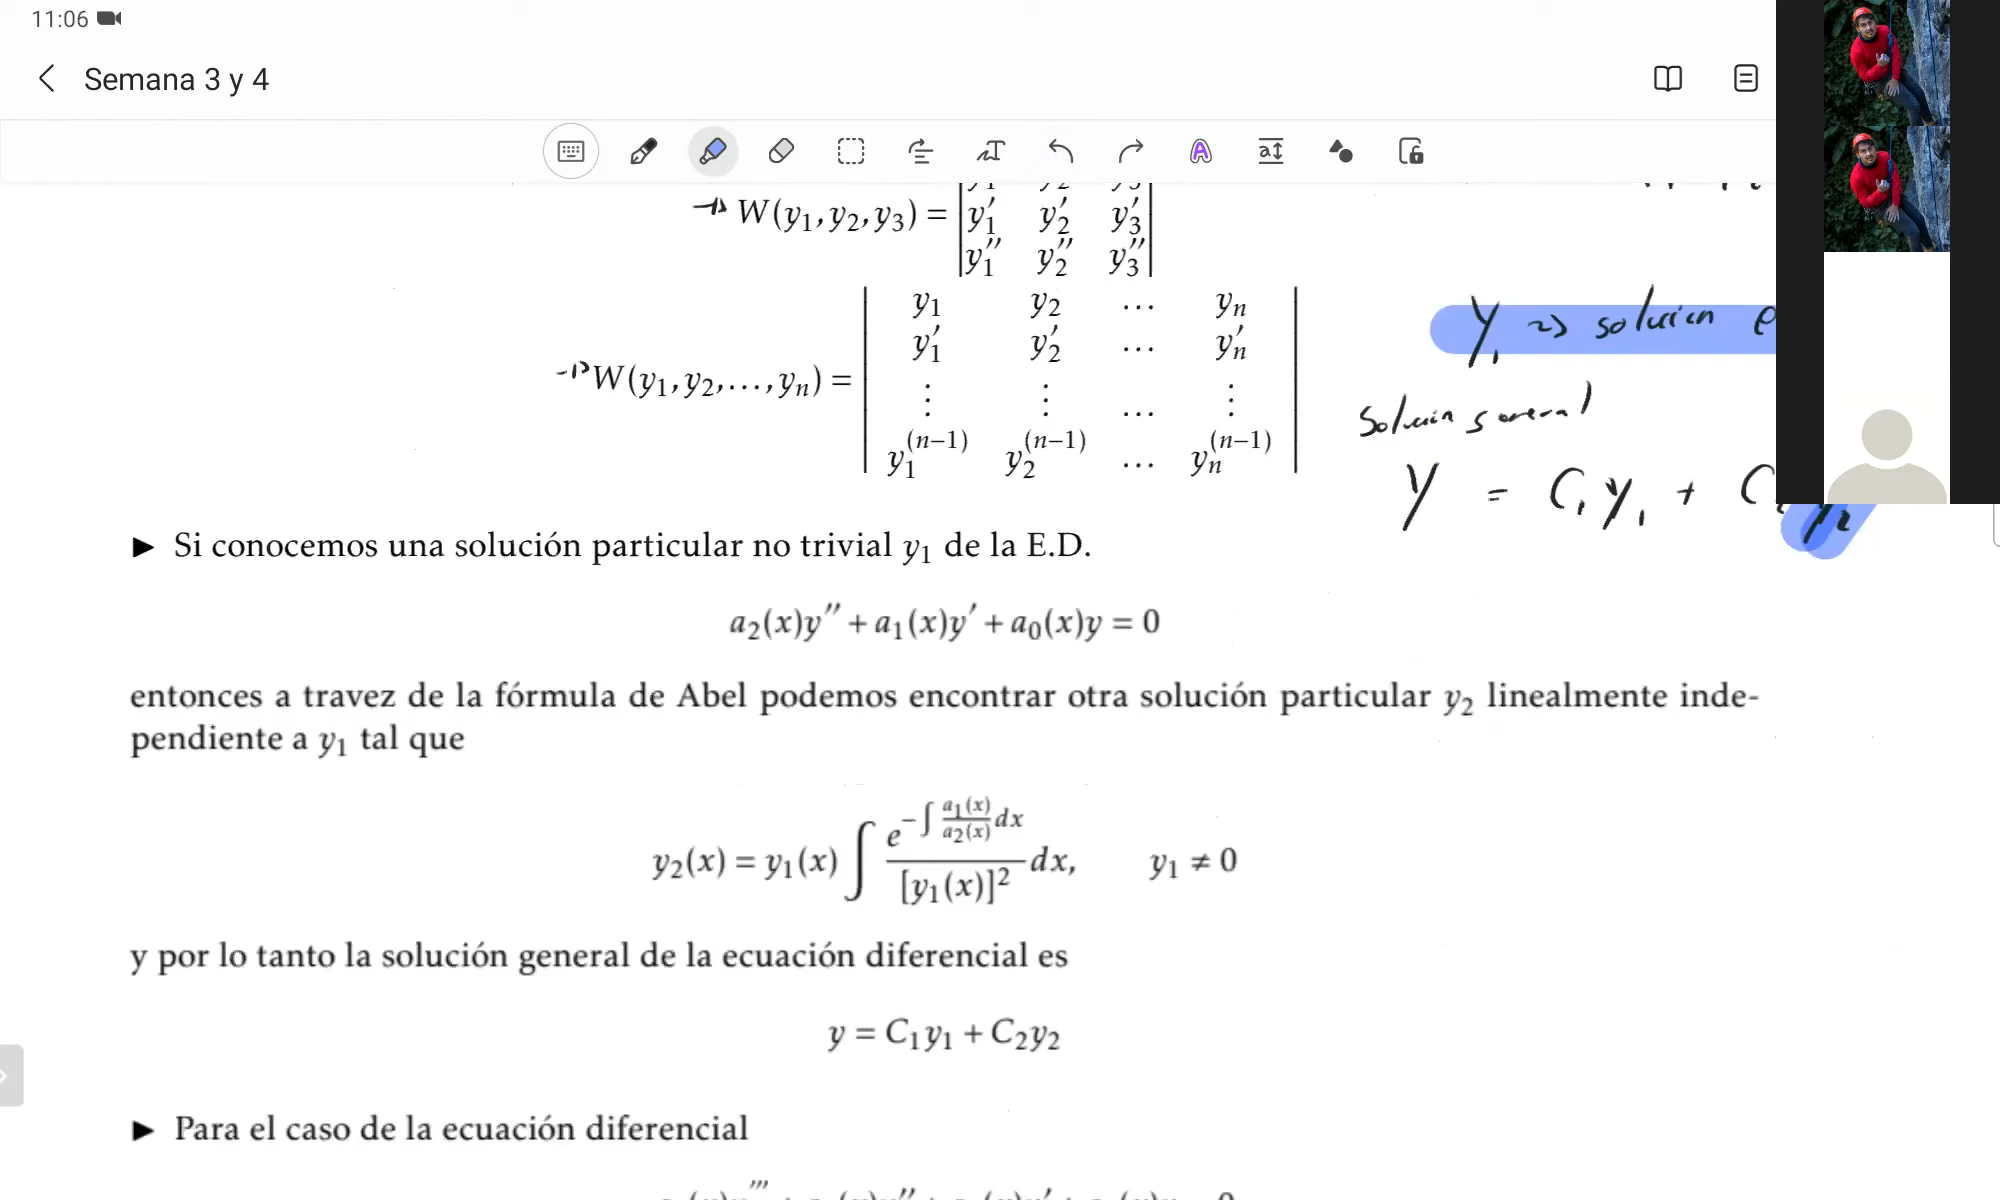 11:06
Semana 3 y 4
W(y₁,y₂,y₃) = | y₁′ y₂′ y₃′
y₁″ y₂″ y₃″ |
W(y₁,y₂,...,yₙ) = | y₁ y₂ ... yₙ
y₁′ y₂′ ... yₙ′
⋮ ⋮ ... ⋮
y₁⁽ⁿ⁻¹⁾ y₂⁽ⁿ⁻¹⁾ ... yₙ⁽ⁿ⁻¹⁾ |
y₁ => solución
Solución general
y = C₁y₁ + C y₂
▶ Si conocemos una solución particular no trivial y₁ de la E.D.
a₂(x)y″ + a₁(x)y′ + a₀(x)y = 0
entonces a travez de la fórmula de Abel podemos encontrar otra solución particular y₂ linealmente inde-
pendiente a y₁ tal que
y₂(x) = y₁(x) ∫ e^(−∫ a₁(x)/a₂(x) dx) / [y₁(x)]² dx, y₁ ≠ 0
y por lo tanto la solución general de la ecuación diferencial es
y = C₁y₁ + C₂y₂
▶ Para el caso de la ecuación diferencial